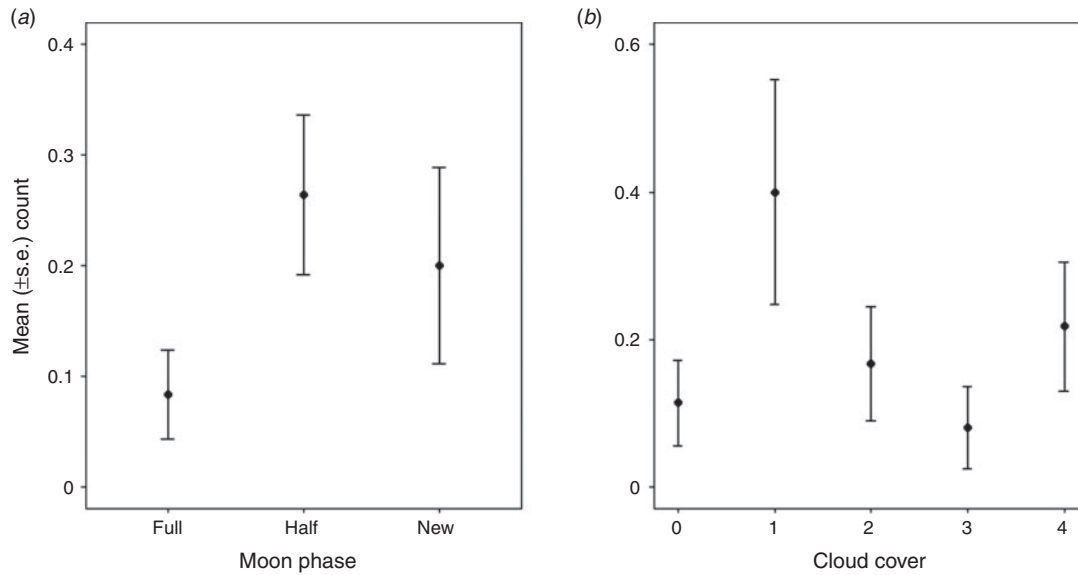 (a)
Mean (±s.e.) count
0.4
0.3
0.2
0.1
0
Full Half New
Moon phase
(b)
0.6
0.4
0.2
0
0 1 2 3 4
Cloud cover